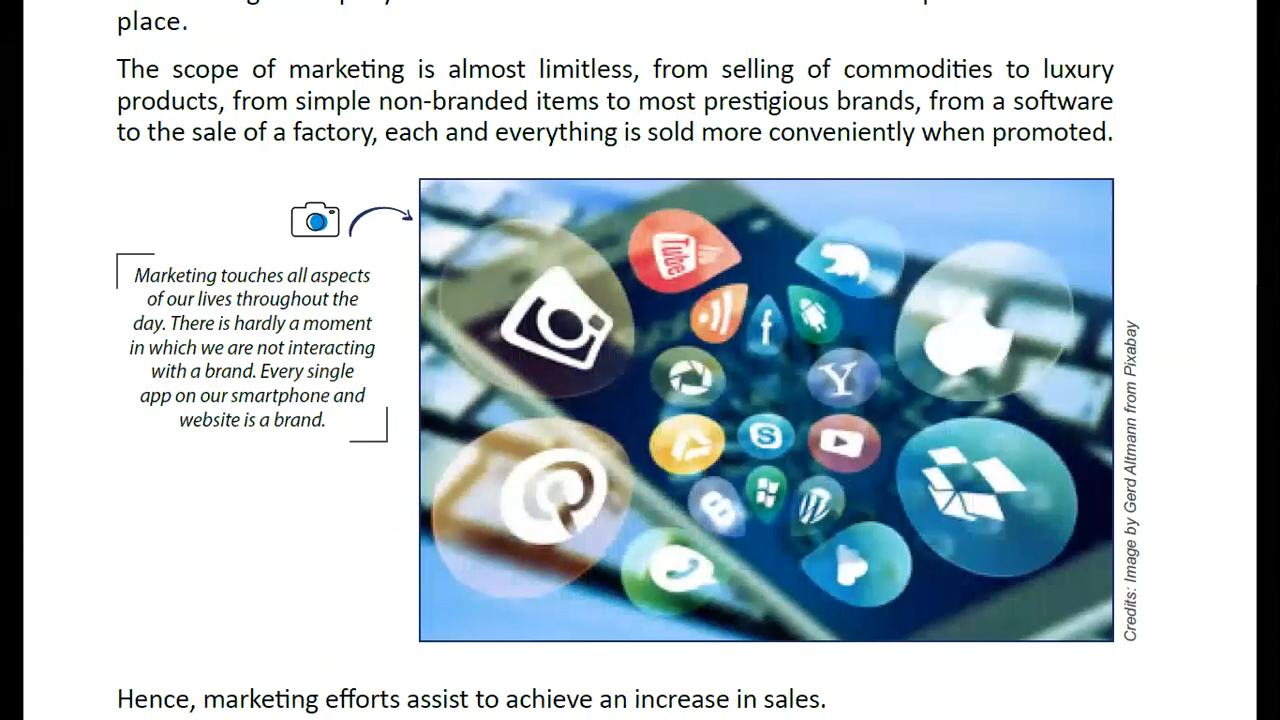 place.
The scope of marketing is almost limitless, from selling of commodities to luxury
products, from simple non-branded items to most prestigious brands, from a software
to the sale of a factory, each and everything is sold more conveniently when promoted.
Marketing touches all aspects
of our lives throughout the
day. There is hardly a moment
in which we are not interacting
with a brand. Every single
app on our smartphone and
website is a brand.
Tube
Credits: Image by Gerd Altmann from Pixabay
Hence, marketing efforts assist to achieve an increase in sales.